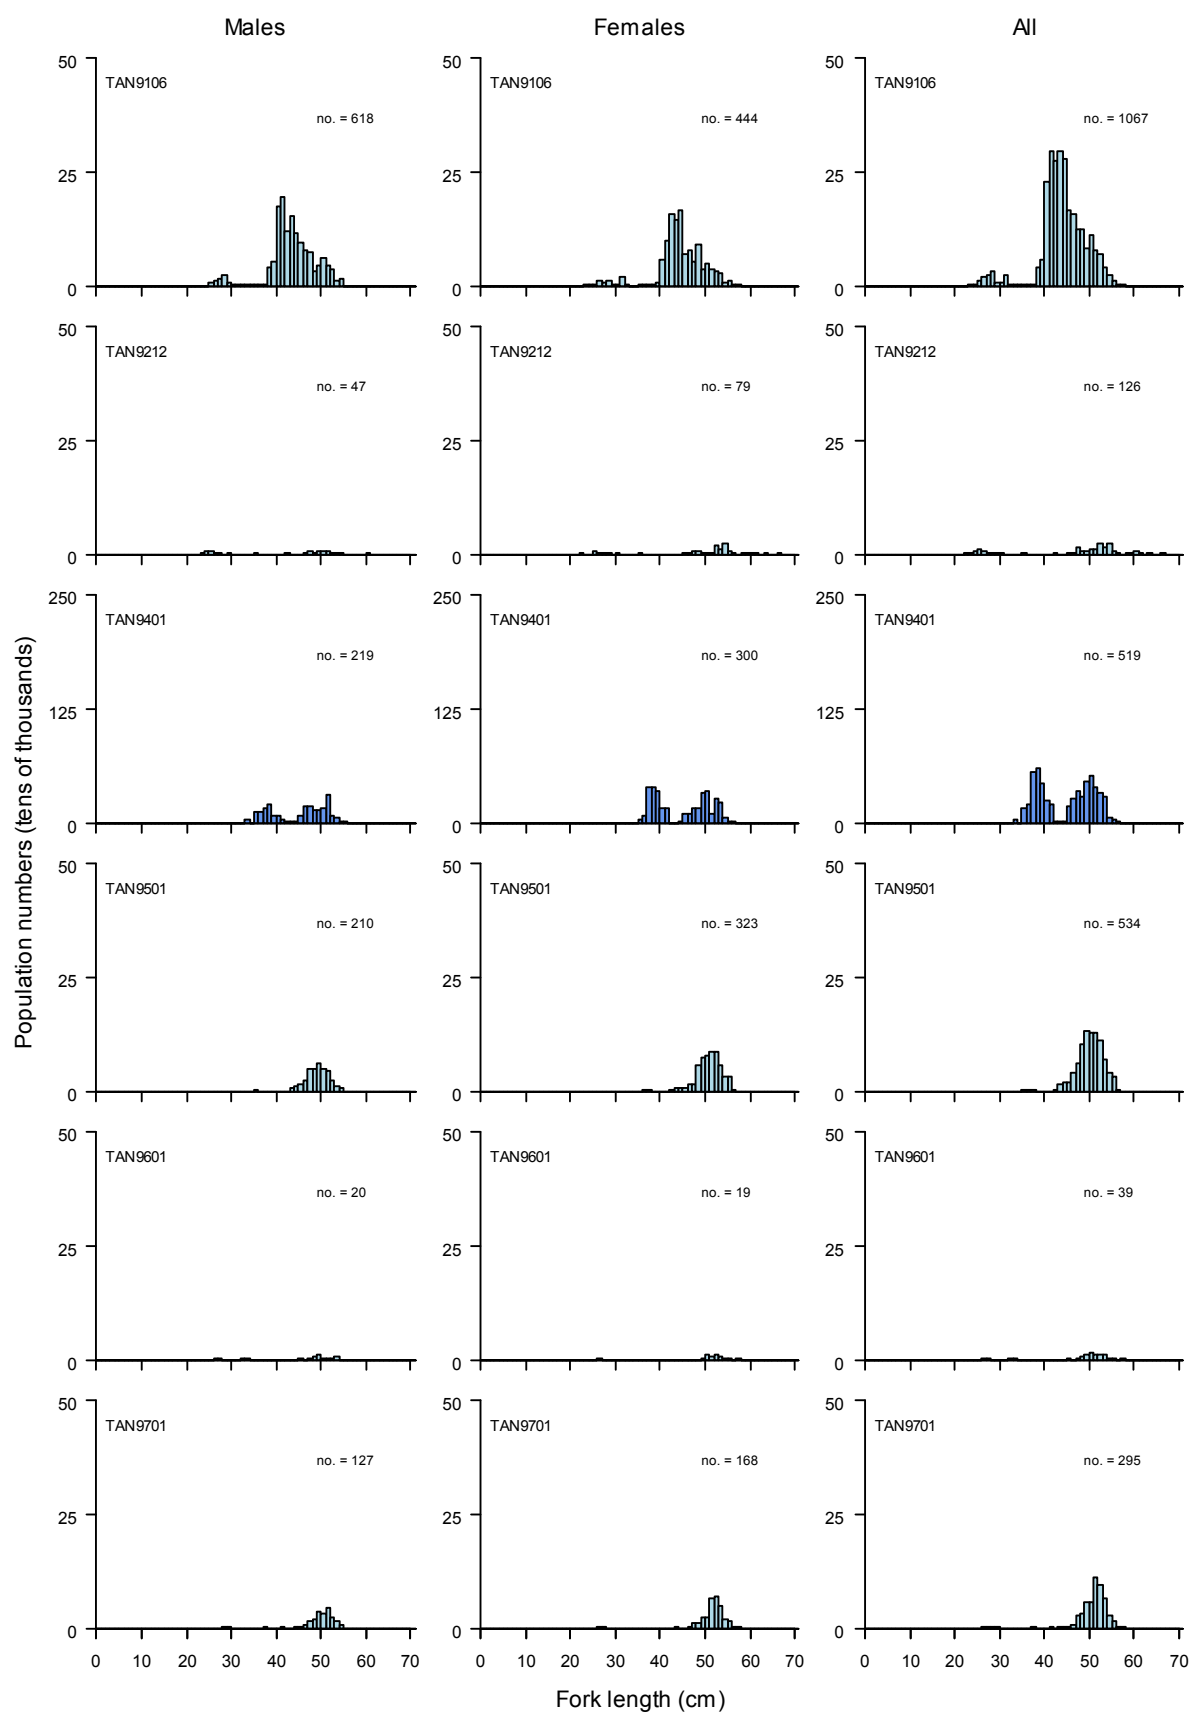 Males Females All
50 50 50
TAN9106 TAN9106 TAN9106
no. = 618 no. = 444 no. = 1067
25 25 25
0 0 0
50 50 50
TAN9212 TAN9212 TAN9212
no. = 47 no. = 79 no. = 126
25 25 25
0 0 0
250 250 250
TAN9401 TAN9401 TAN9401
no. = 219 no. = 300 no. = 519
125 125 125
0 0 0
Population numbers (tens of thousands)
50 50 50
TAN9501 TAN9501 TAN9501
no. = 210 no. = 323 no. = 534
25 25 25
0 0 0
50 50 50
TAN9601 TAN9601 TAN9601
no. = 20 no. = 19 no. = 39
25 25 25
0 0 0
50 50 50
TAN9701 TAN9701 TAN9701
no. = 127 no. = 168 no. = 295
25 25 25
0 0 0
0 10 20 30 40 50 60 70 0 10 20 30 40 50 60 70 0 10 20 30 40 50 60 70
Fork length (cm)